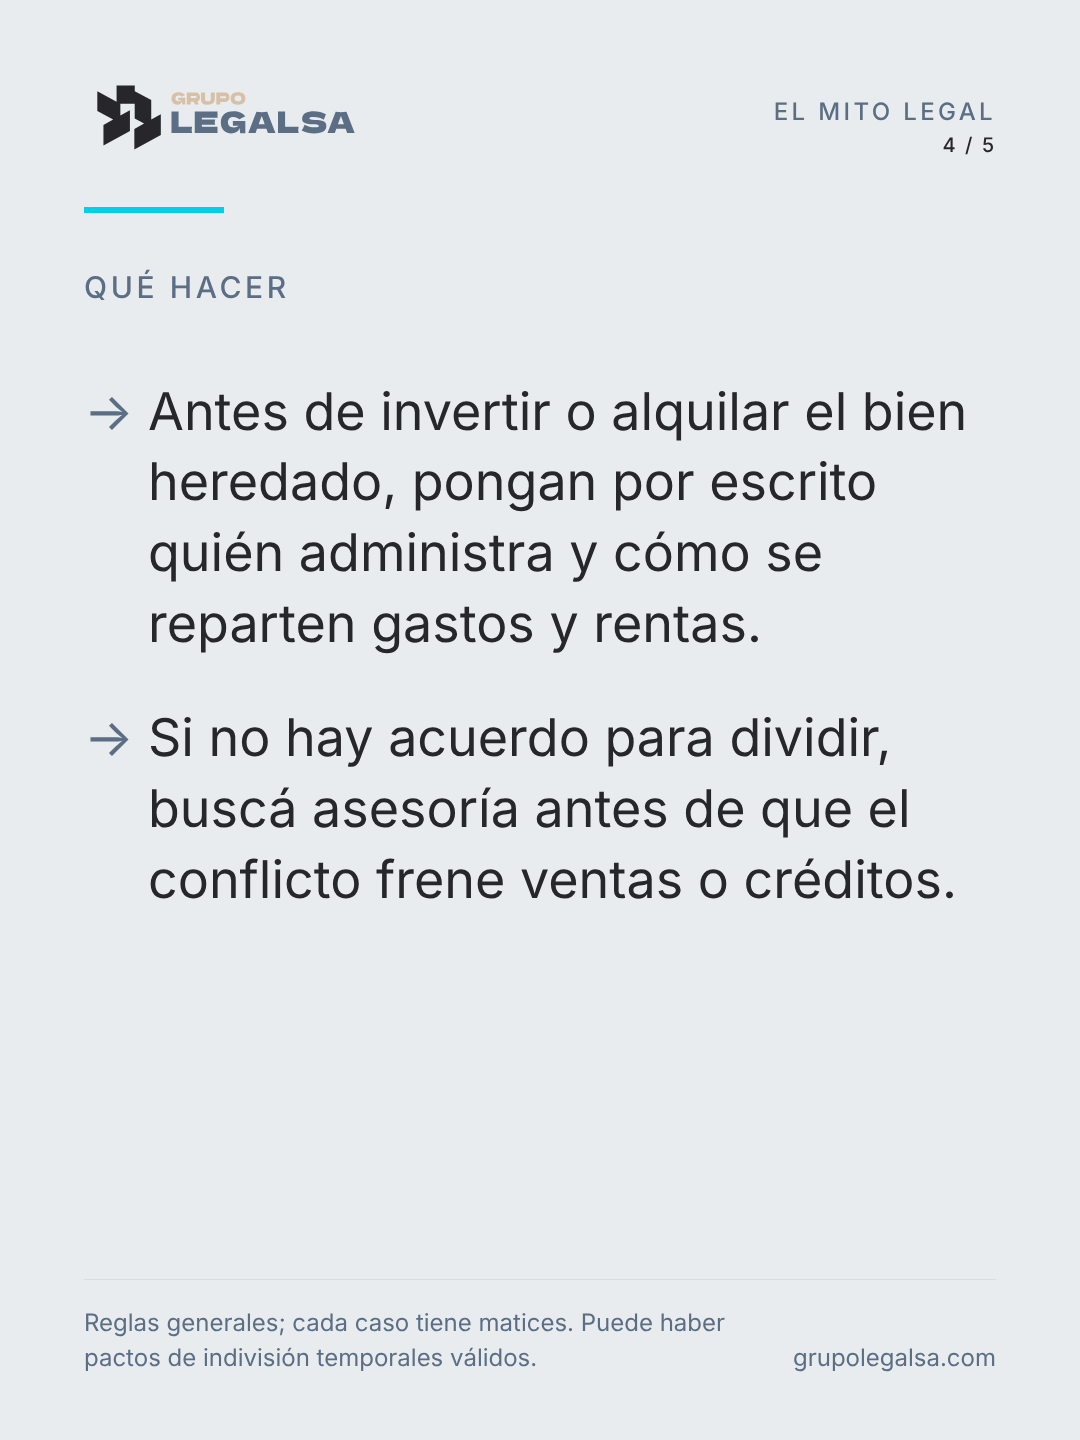 GRUPO
LEGALSA
EL MITO LEGAL
4 / 5
QUÉ HACER
→ Antes de invertir o alquilar el bien
heredado, pongan por escrito
quién administra y cómo se
reparten gastos y rentas.
→ Si no hay acuerdo para dividir,
buscá asesoría antes de que el
conflicto frene ventas o créditos.
Reglas generales; cada caso tiene matices. Puede haber
pactos de indivisión temporales válidos.
grupolegalsa.com